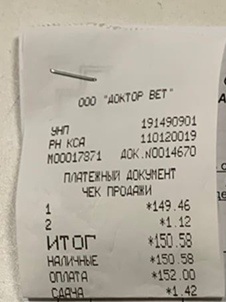 ООО "ДОКТОР ВЕТ"
УНП 191490901
РН КСА 110120019
М00017871 ДОК.N0014670
ПЛАТЕЖНЫЙ ДОКУМЕНТ
ЧЕК ПРОДАЖИ
1 *149.46
2 *1.12
ИТОГ *150.58
НАЛИЧНЫЕ *150.58
ОПЛАТА *152.00
СДАЧА *1.42